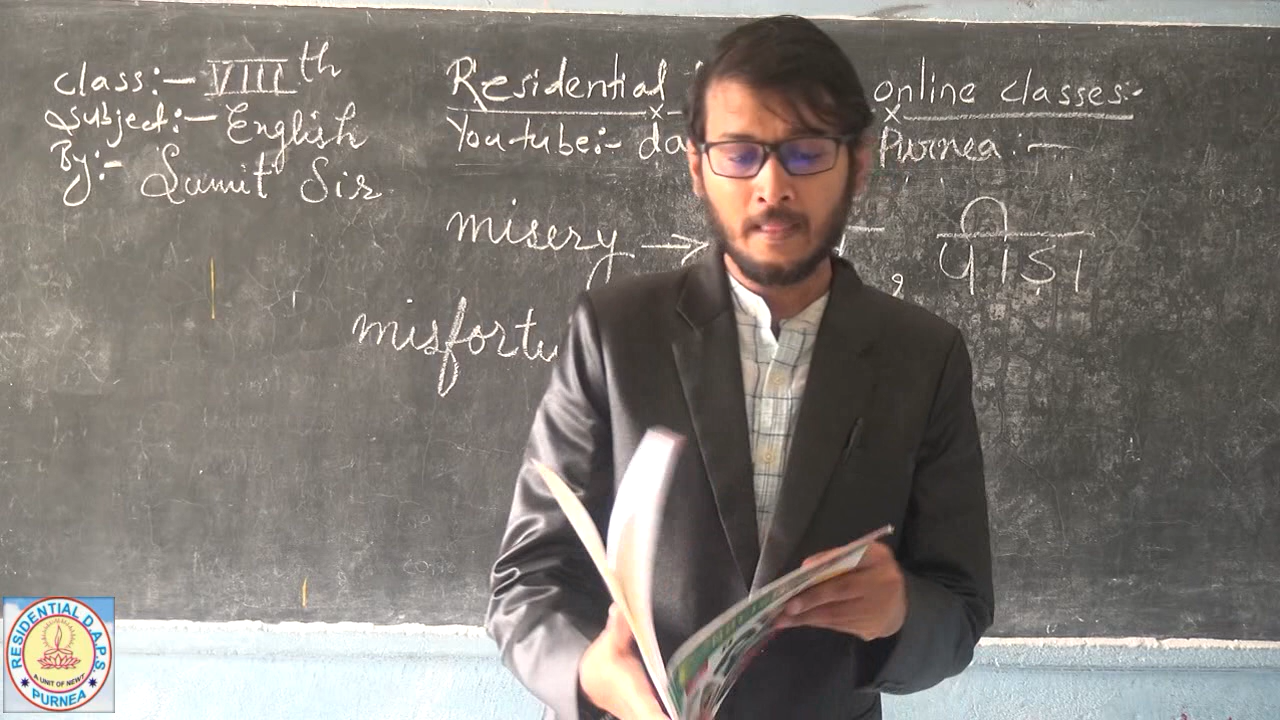 Class:- VIIIth
Subject:- English
By:- Sumit Sir
Residential online classes:-
Youtube:- da Purnea :-
misery → , पीडा
misfortu
RESIDENTIAL D.A.P.S
A UNIT OF NEWT
PURNEA